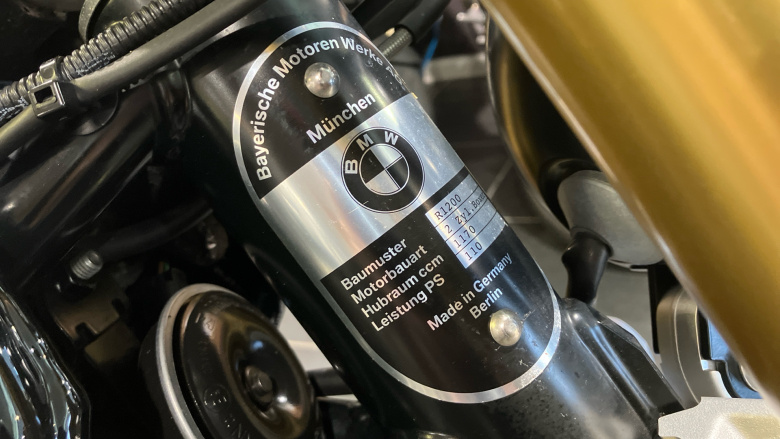 Bayerische Motoren Werke
München
BMW
Baumuster R1200
Motorbauart 2 Zyl.Boxer
Hubraum ccm 1170
Leistung PS 110
Made in Germany
Berlin